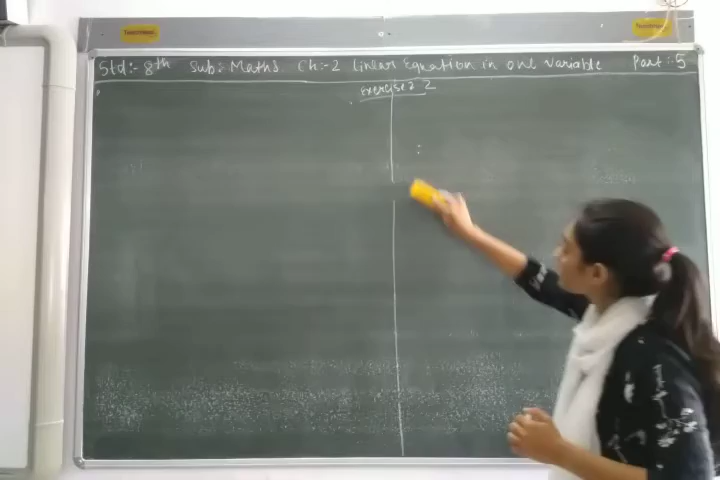 Std:- 8th Sub:- Maths Ch:-2 Linear Equation in one variable Part :5
Exercise 2.2